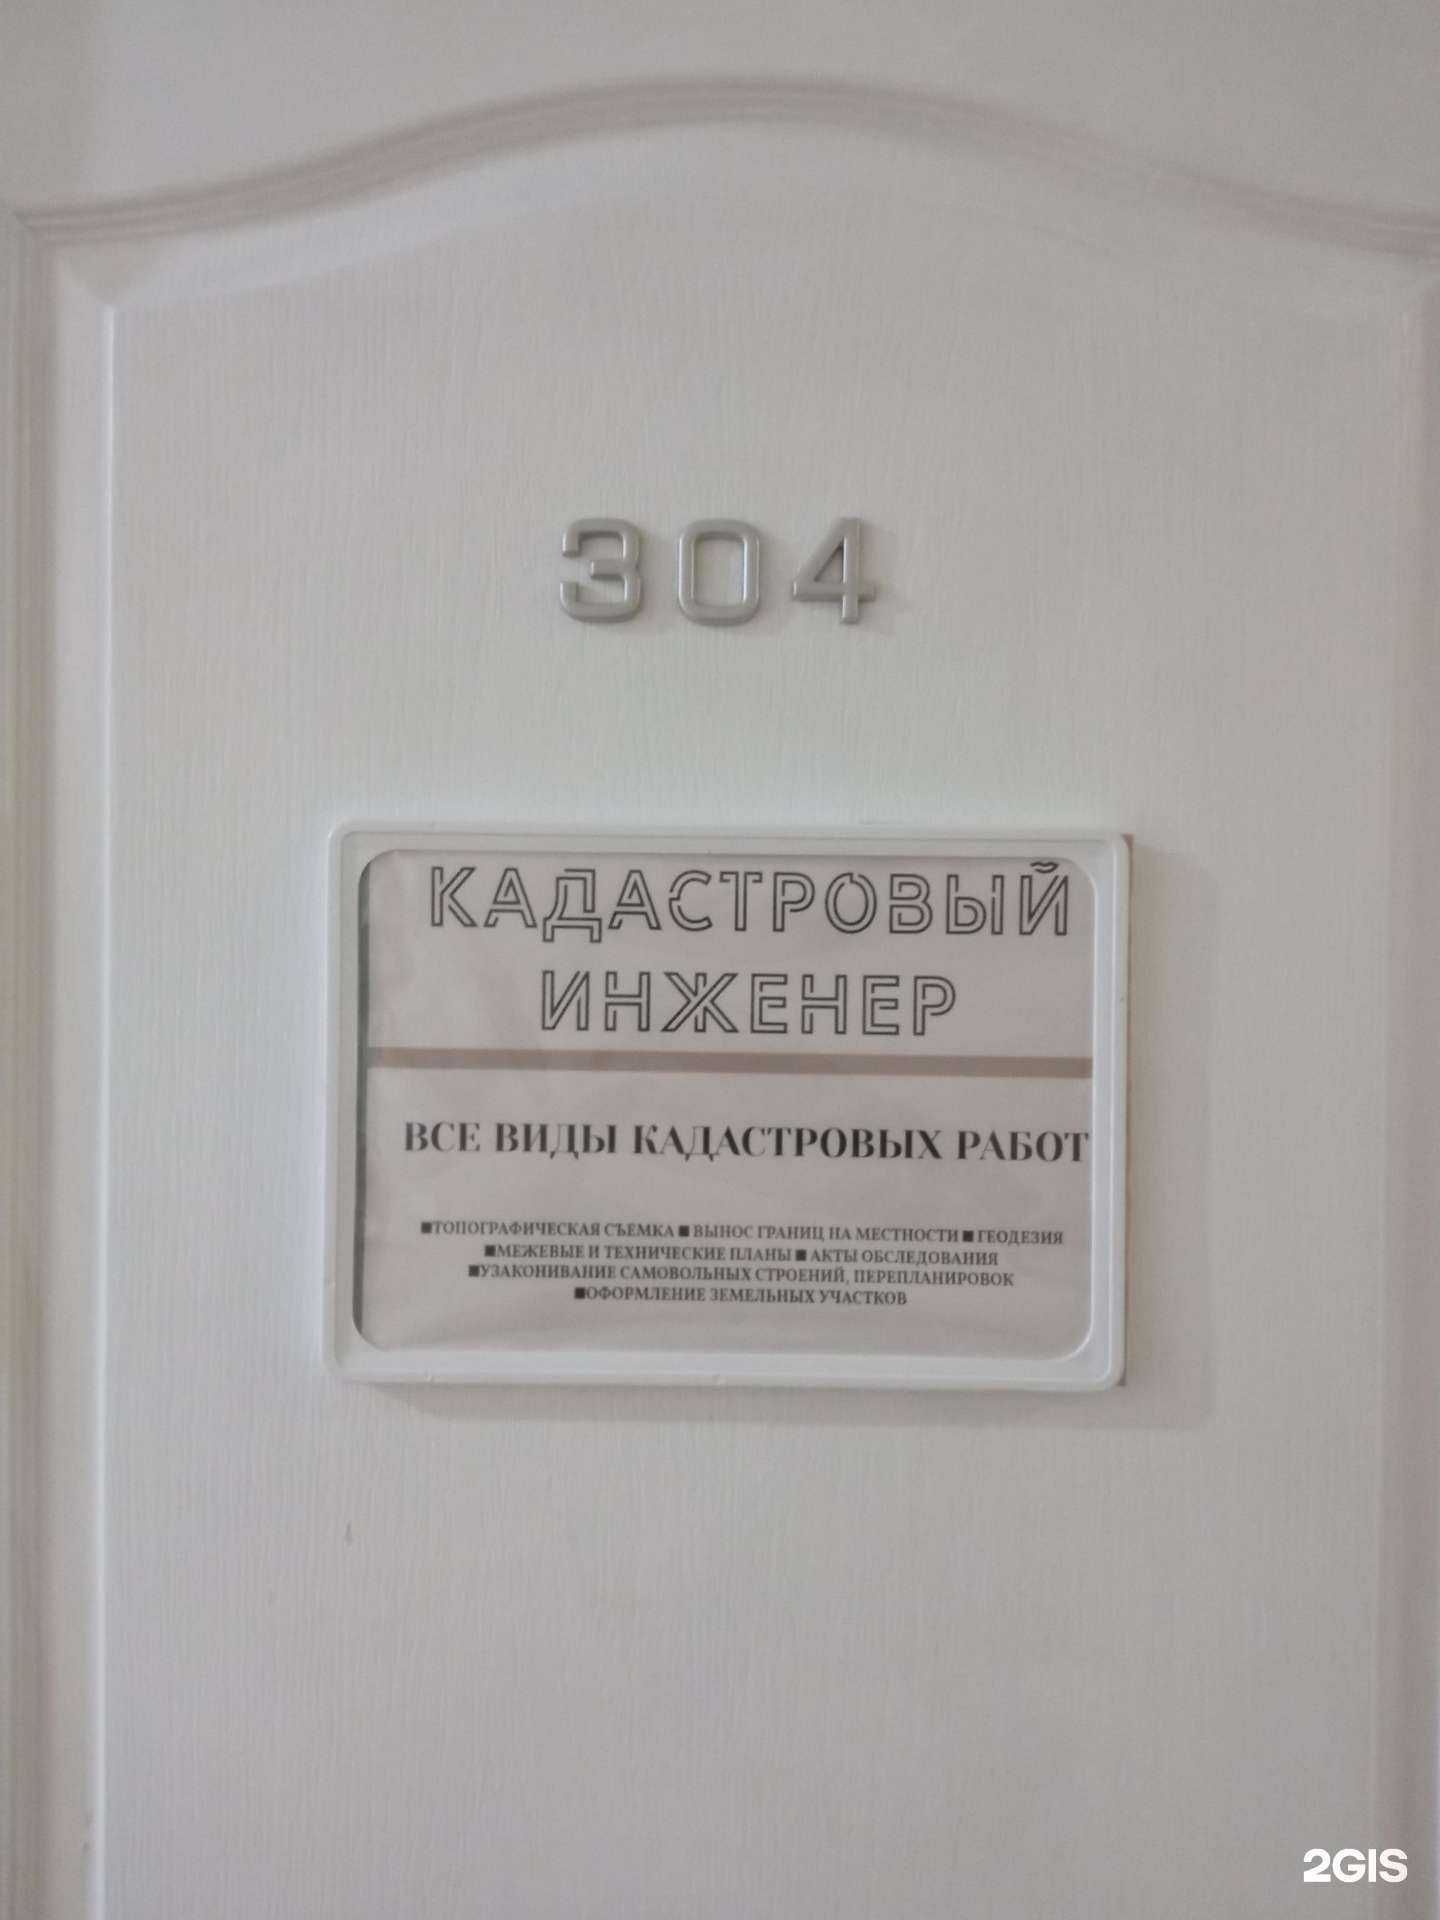 304
КАДАСТРОВЫЙ
ИНЖЕНЕР
ВСЕ ВИДЫ КАДАСТРОВЫХ РАБОТ
■ТОПОГРАФИЧЕСКАЯ СЪЕМКА ■ ВЫНОС ГРАНИЦ НА МЕСТНОСТИ ■ ГЕОДЕЗИЯ
■МЕЖЕВЫЕ И ТЕХНИЧЕСКИЕ ПЛАНЫ ■ АКТЫ ОБСЛЕДОВАНИЯ
■УЗАКОНИВАНИЕ САМОВОЛЬНЫХ СТРОЕНИЙ, ПЕРЕПЛАНИРОВОК
■ОФОРМЛЕНИЕ ЗЕМЕЛЬНЫХ УЧАСТКОВ
2GIS